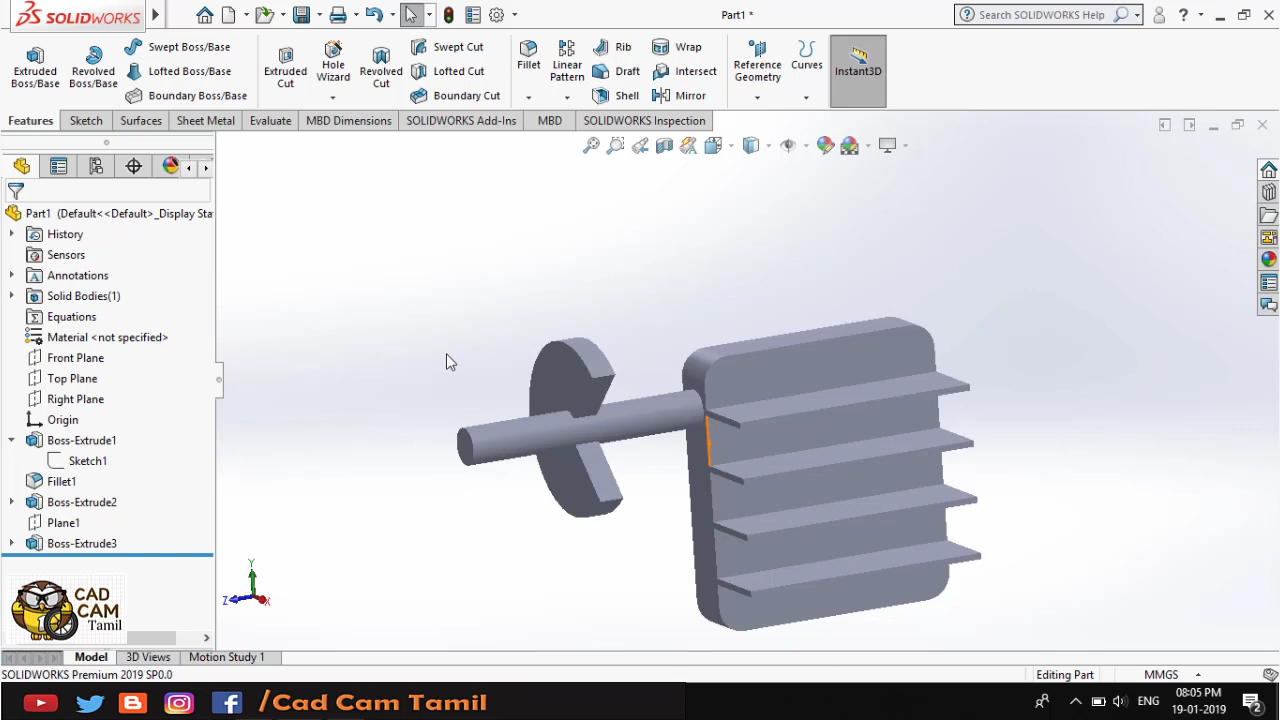 SOLIDWORKS
Part1 *
Search SOLIDWORKS Help
Extruded Boss/Base
Revolved Boss/Base
Swept Boss/Base
Lofted Boss/Base
Boundary Boss/Base
Extruded Cut
Hole Wizard
Revolved Cut
Swept Cut
Lofted Cut
Boundary Cut
Fillet
Linear Pattern
Rib
Draft
Shell
Wrap
Intersect
Mirror
Reference Geometry
Curves
Instant3D
Features
Sketch
Surfaces
Sheet Metal
Evaluate
MBD Dimensions
SOLIDWORKS Add-Ins
MBD
SOLIDWORKS Inspection
Part1 (Default<<Default>_Display Sta
History
Sensors
Annotations
Solid Bodies(1)
Equations
Material <not specified>
Front Plane
Top Plane
Right Plane
Origin
Boss-Extrude1
Sketch1
Fillet1
Boss-Extrude2
Plane1
Boss-Extrude3
Y
Z
X
CAD
CAM
Tamil
Model
3D Views
Motion Study 1
SOLIDWORKS Premium 2019 SP0.0
Editing Part
MMGS
/Cad Cam Tamil
ENG
08:05 PM
19-01-2019
2